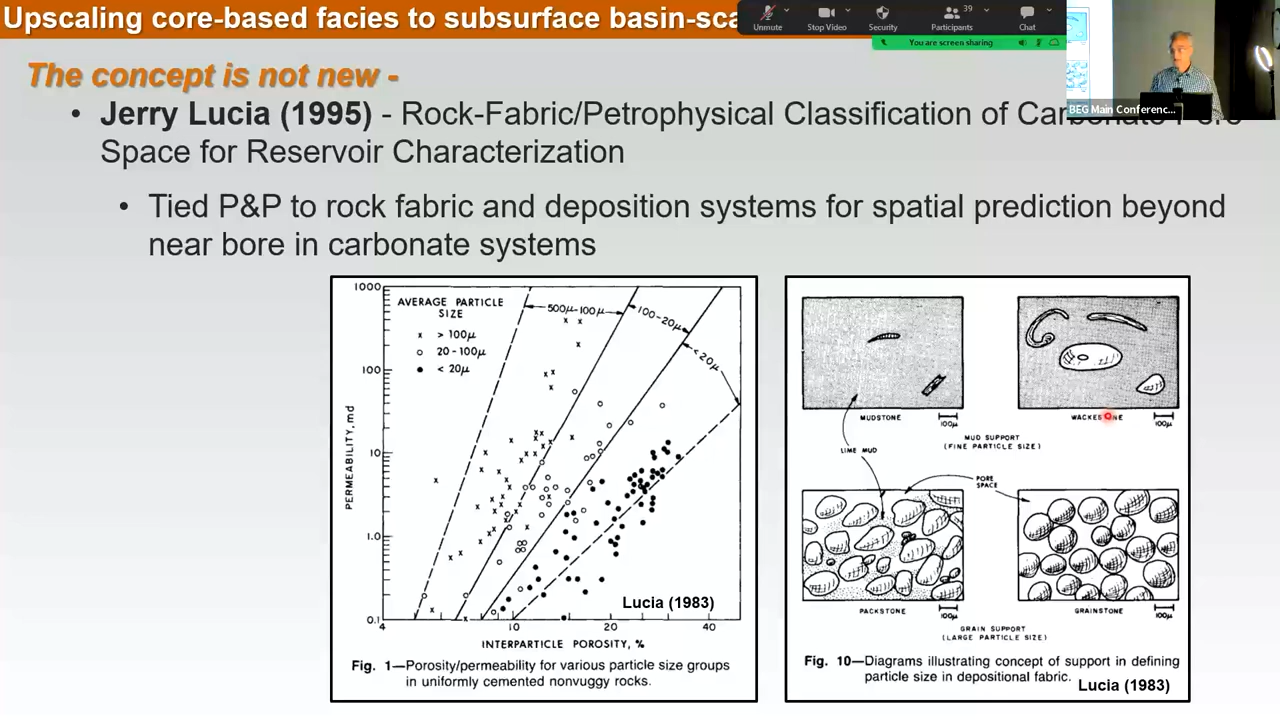 Upscaling core-based facies to subsurface basin-sca
Unmute
Stop Video
Security
39
Participants
Chat
You are screen sharing
BEG Main Conferenc...
The concept is not new -
• Jerry Lucia (1995) - Rock-Fabric/Petrophysical Classification of Carbonate Pore
Space for Reservoir Characterization
• Tied P&P to rock fabric and deposition systems for spatial prediction beyond
near bore in carbonate systems
1000
100
10
1.0
0.1
PERMEABILITY, md
AVERAGE PARTICLE
SIZE
x > 100μ
o 20-100μ
• < 20μ
500μ-100μ
100-20μ
<20μ
Lucia (1983)
4
10
20
40
INTERPARTICLE POROSITY, %
Fig. 1—Porosity/permeability for various particle size groups
in uniformly cemented nonvuggy rocks.
MUDSTONE
100μ
100μ
MUD SUPPORT
(FINE PARTICLE SIZE)
LIME MUD
PORE
SPACE
PACKSTONE
100μ
GRAINSTONE
100μ
GRAIN SUPPORT
(LARGE PARTICLE SIZE)
Fig. 10—Diagrams illustrating concept of support in defining
particle size in depositional fabric.
Lucia (1983)